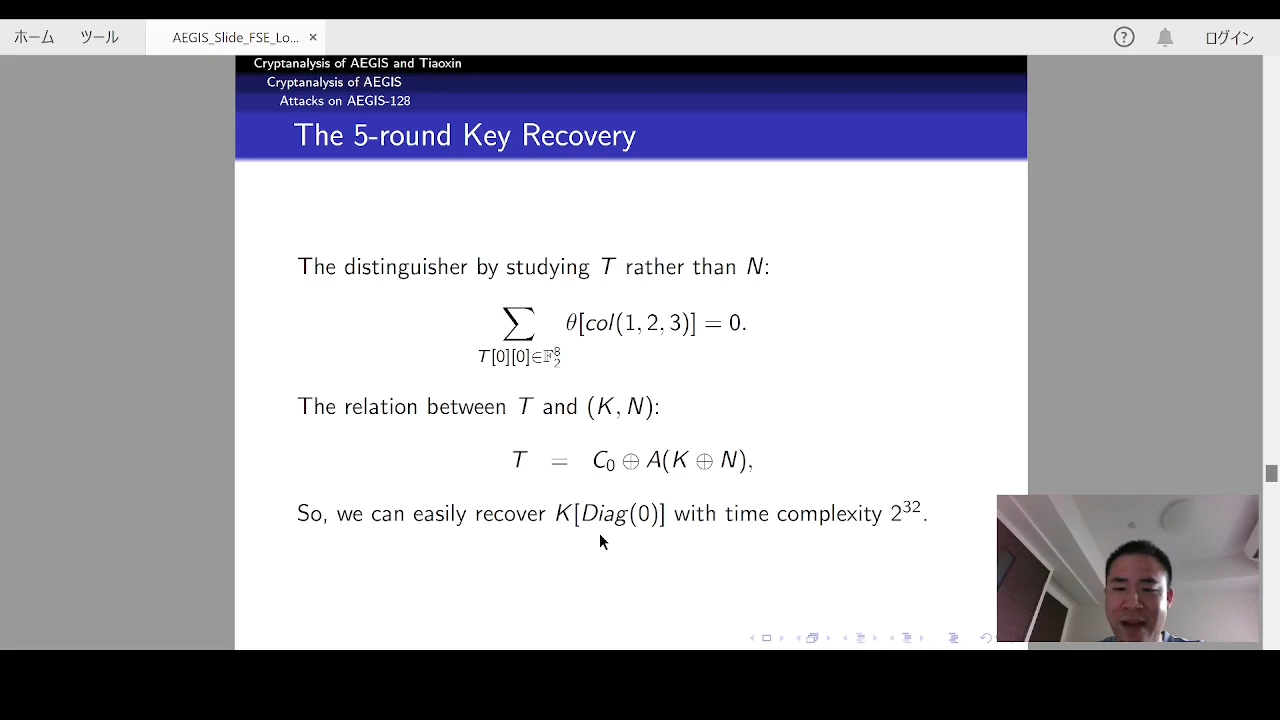 ホーム ツール AEGIS_Slide_FSE_Lo... × ? ログイン
Cryptanalysis of AEGIS and Tiaoxin
Cryptanalysis of AEGIS
Attacks on AEGIS-128
The 5-round Key Recovery
The distinguisher by studying T rather than N:
∑ θ[col(1, 2, 3)] = 0.
T[0][0]∈𝔽₂⁸
The relation between T and (K, N):
T = C₀ ⊕ A(K ⊕ N),
So, we can easily recover K[Diag(0)] with time complexity 2³².